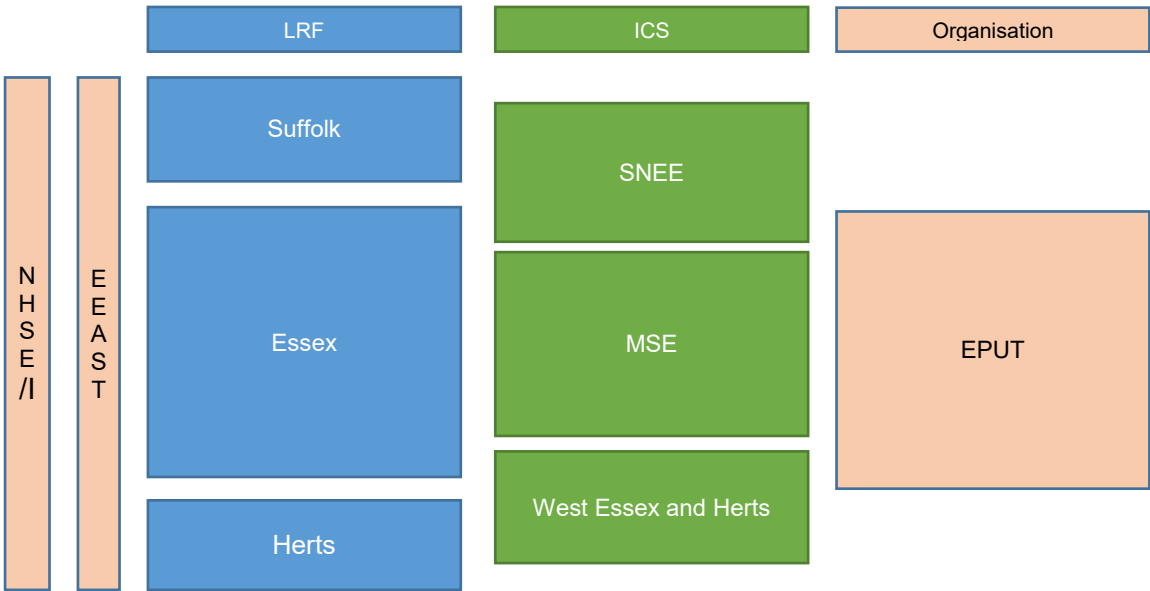 LRF
ICS
Organisation
NHSE/I
EEAST
Suffolk
Essex
Herts
SNEE
MSE
West Essex and Herts
EPUT